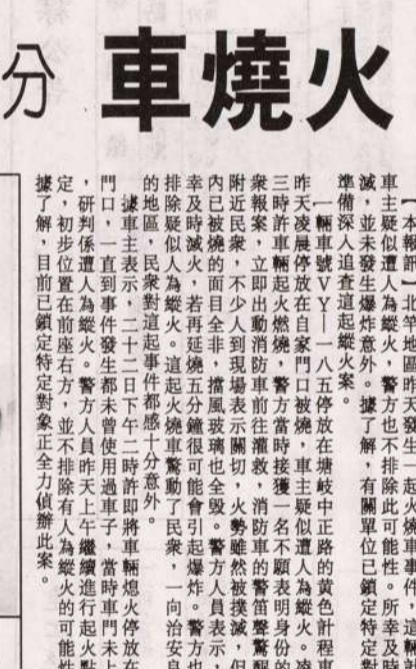 火燒車
分
【本報訊】北竿地區昨天發生一起火燒車事件，這輛
車主疑似遭人為縱火，警方也不排除此可能性。所幸及時
滅，並未發生爆炸意外。據了解，有關單位已鎖定特定
準備深入追查這起縱火案。
一輛車號ＶＹ—一八五停放在塘岐中正路的黃色計程
昨天凌晨停放在自家門口被燒，車主疑似遭人為縱火。凌
三時許車輛起火燃燒，警方當時接獲一名不願表明身份的
衆報案，立即出動消防車前往灌救，消防車的警笛聲驚醒
附近民衆，不少人到現場表示關切，火勢雖然被撲滅，但
內已被燒的面目全非，擋風玻璃也全毀。警方人員表示，
幸及時滅火，若再延燒五分鐘很可能會引起爆炸。警方也
排除疑似人為縱火。這起火燒車驚動了民衆，一向治安良
的地區，民衆對這起事件都感十分意外。
據車主表示，二十二日下午二時許即將車輛熄火停放在
門口，一直到事件發生都未曾使用過車子，當時車門未上
，研判係遭人為縱火。警方人員昨天上午繼續進行起火點
定，初步位置在前座右方，並不排除有人為縱火的可能性
據了解，目前已鎖定特定對象正全力偵辦此案。